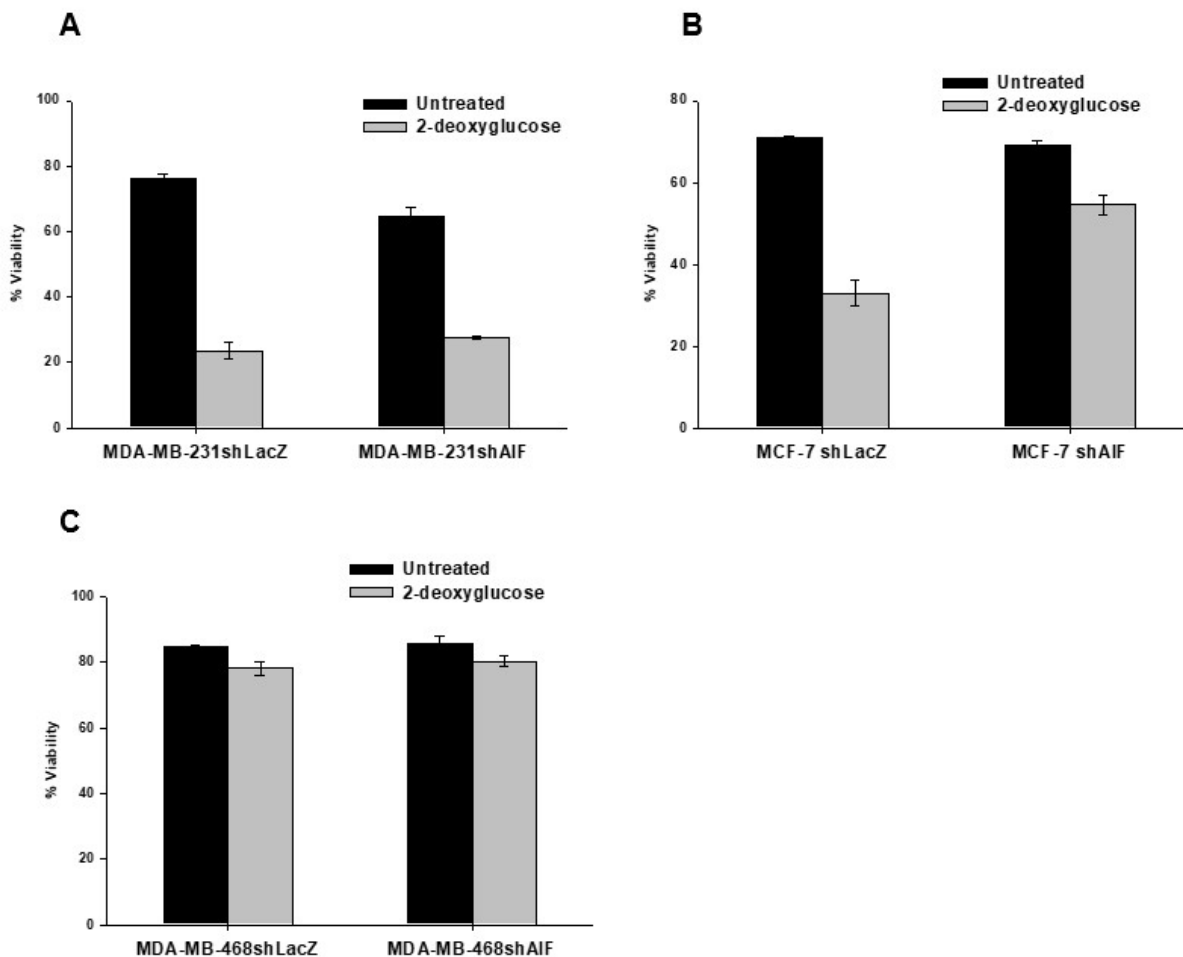 A
Untreated
2-deoxyglucose
% Viability
100
80
60
40
20
0
MDA-MB-231shLacZ
MDA-MB-231shAIF
B
Untreated
2-deoxyglucose
% Viability
80
60
40
20
0
MCF-7 shLacZ
MCF-7 shAIF
C
Untreated
2-deoxyglucose
% Viability
100
80
60
40
20
0
MDA-MB-468shLacZ
MDA-MB-468shAIF